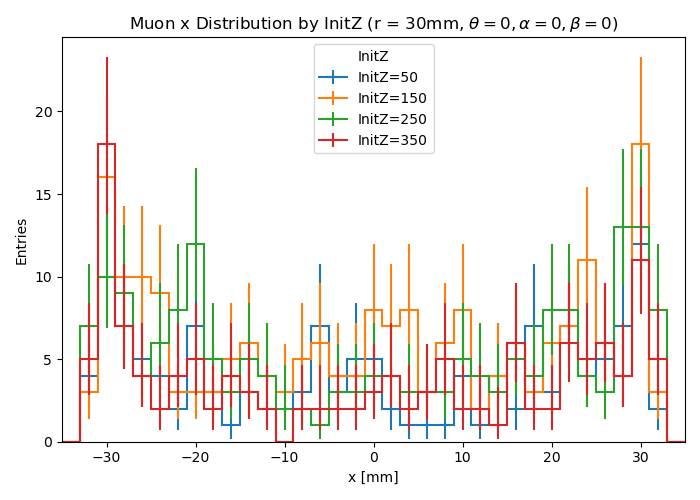 Muon x Distribution by InitZ (r = 30mm, θ = 0, α = 0, β = 0)
InitZ
InitZ=50
InitZ=150
InitZ=250
InitZ=350
Entries
20
15
10
5
0
−30 −20 −10 0 10 20 30
x [mm]